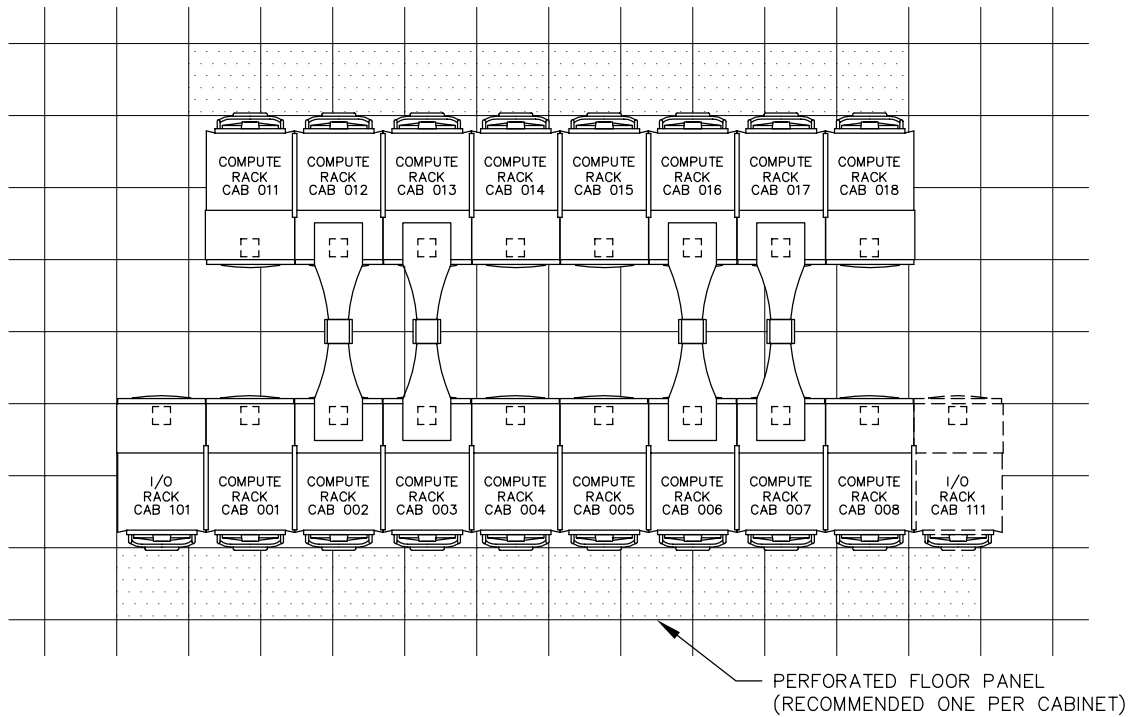 COMPUTE
RACK
CAB 011
COMPUTE
RACK
CAB 012
COMPUTE
RACK
CAB 013
COMPUTE
RACK
CAB 014
COMPUTE
RACK
CAB 015
COMPUTE
RACK
CAB 016
COMPUTE
RACK
CAB 017
COMPUTE
RACK
CAB 018
I/O
RACK
CAB 101
COMPUTE
RACK
CAB 001
COMPUTE
RACK
CAB 002
COMPUTE
RACK
CAB 003
COMPUTE
RACK
CAB 004
COMPUTE
RACK
CAB 005
COMPUTE
RACK
CAB 006
COMPUTE
RACK
CAB 007
COMPUTE
RACK
CAB 008
I/O
RACK
CAB 111
PERFORATED FLOOR PANEL
(RECOMMENDED ONE PER CABINET)